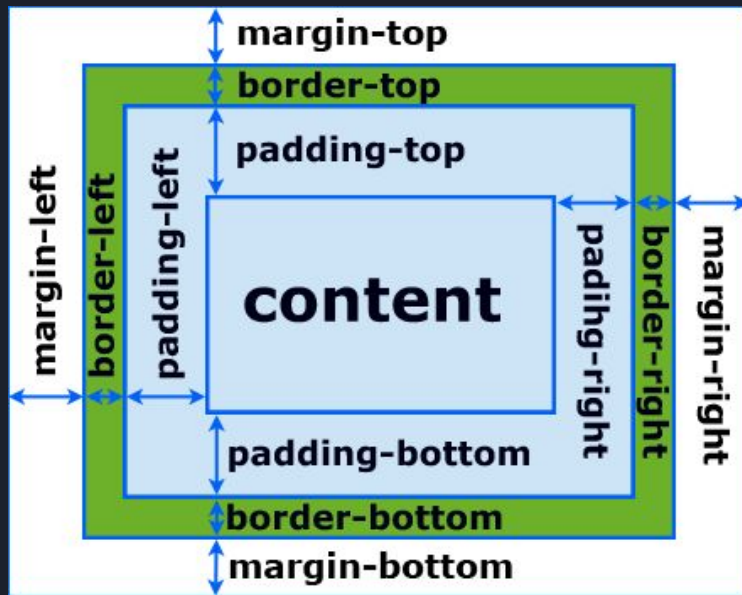 margin-top
border-top
padding-top
margin-left
border-left
padding-left
content
padihg-right
border-right
margin-right
padding-bottom
border-bottom
margin-bottom